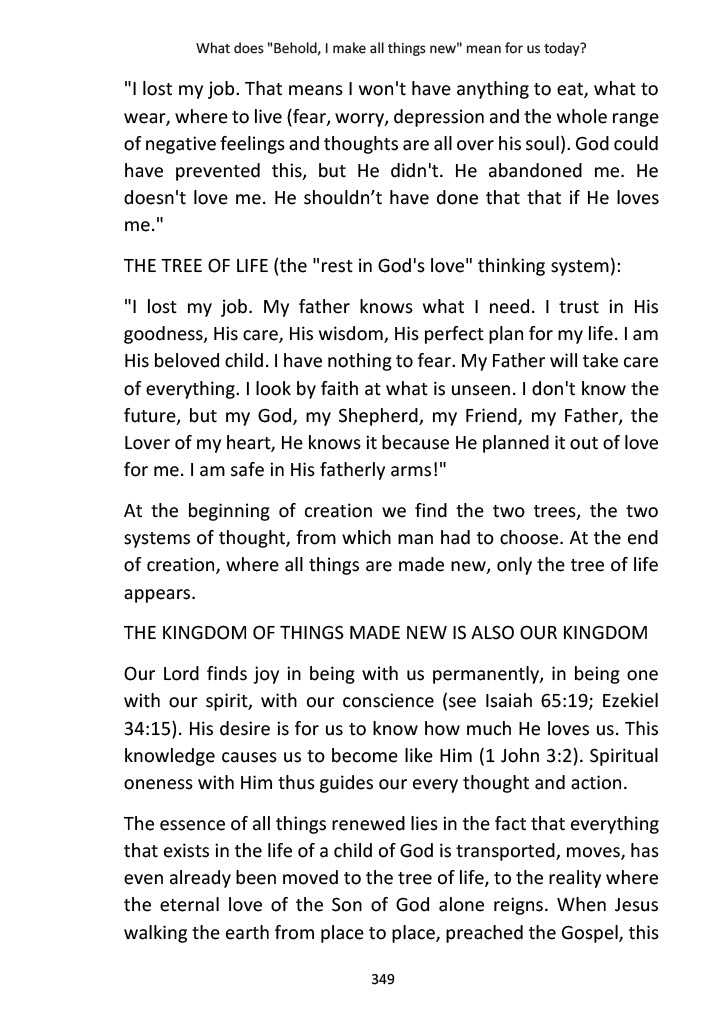 What does "Behold, I make all things new" mean for us today?
"I lost my job. That means I won't have anything to eat, what to
wear, where to live (fear, worry, depression and the whole range
of negative feelings and thoughts are all over his soul). God could
have prevented this, but He didn't. He abandoned me. He
doesn't love me. He shouldn’t have done that that if He loves
me."
THE TREE OF LIFE (the "rest in God's love" thinking system):
"I lost my job. My father knows what I need. I trust in His
goodness, His care, His wisdom, His perfect plan for my life. I am
His beloved child. I have nothing to fear. My Father will take care
of everything. I look by faith at what is unseen. I don't know the
future, but my God, my Shepherd, my Friend, my Father, the
Lover of my heart, He knows it because He planned it out of love
for me. I am safe in His fatherly arms!"
At the beginning of creation we find the two trees, the two
systems of thought, from which man had to choose. At the end
of creation, where all things are made new, only the tree of life
appears.
THE KINGDOM OF THINGS MADE NEW IS ALSO OUR KINGDOM
Our Lord finds joy in being with us permanently, in being one
with our spirit, with our conscience (see Isaiah 65:19; Ezekiel
34:15). His desire is for us to know how much He loves us. This
knowledge causes us to become like Him (1 John 3:2). Spiritual
oneness with Him thus guides our every thought and action.
The essence of all things renewed lies in the fact that everything
that exists in the life of a child of God is transported, moves, has
even already been moved to the tree of life, to the reality where
the eternal love of the Son of God alone reigns. When Jesus
walking the earth from place to place, preached the Gospel, this
349